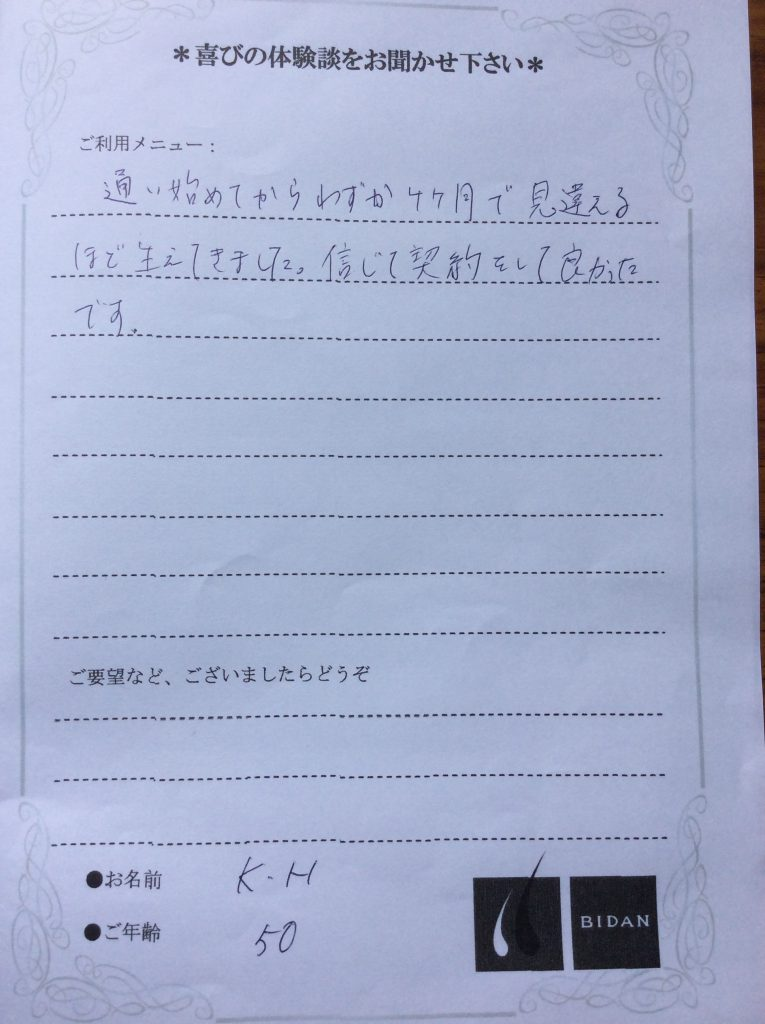 ＊喜びの体験談をお聞かせ下さい＊
ご利用メニュー：
通い始めてからわずか4ケ月で見違える
ほど生えてきました。信じて契約をして良かった
です。
ご要望など、ございましたらどうぞ
●お名前 K-H
●ご年齢 50
BIDAN